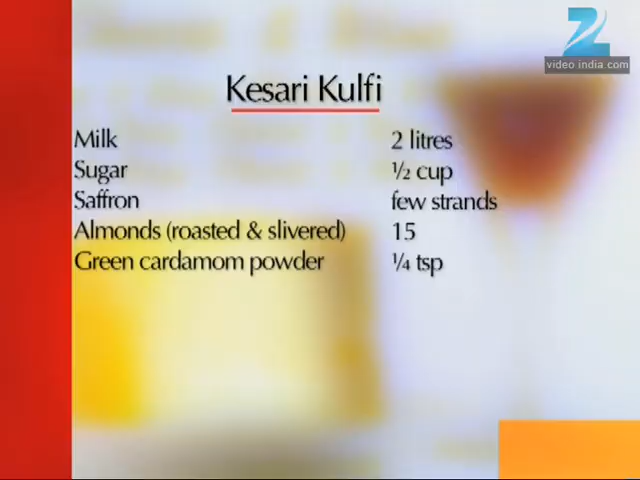 Z
video india.com
Kesari Kulfi
Milk 2 litres
Sugar ½ cup
Saffron few strands
Almonds (roasted & slivered) 15
Green cardamom powder ¼ tsp